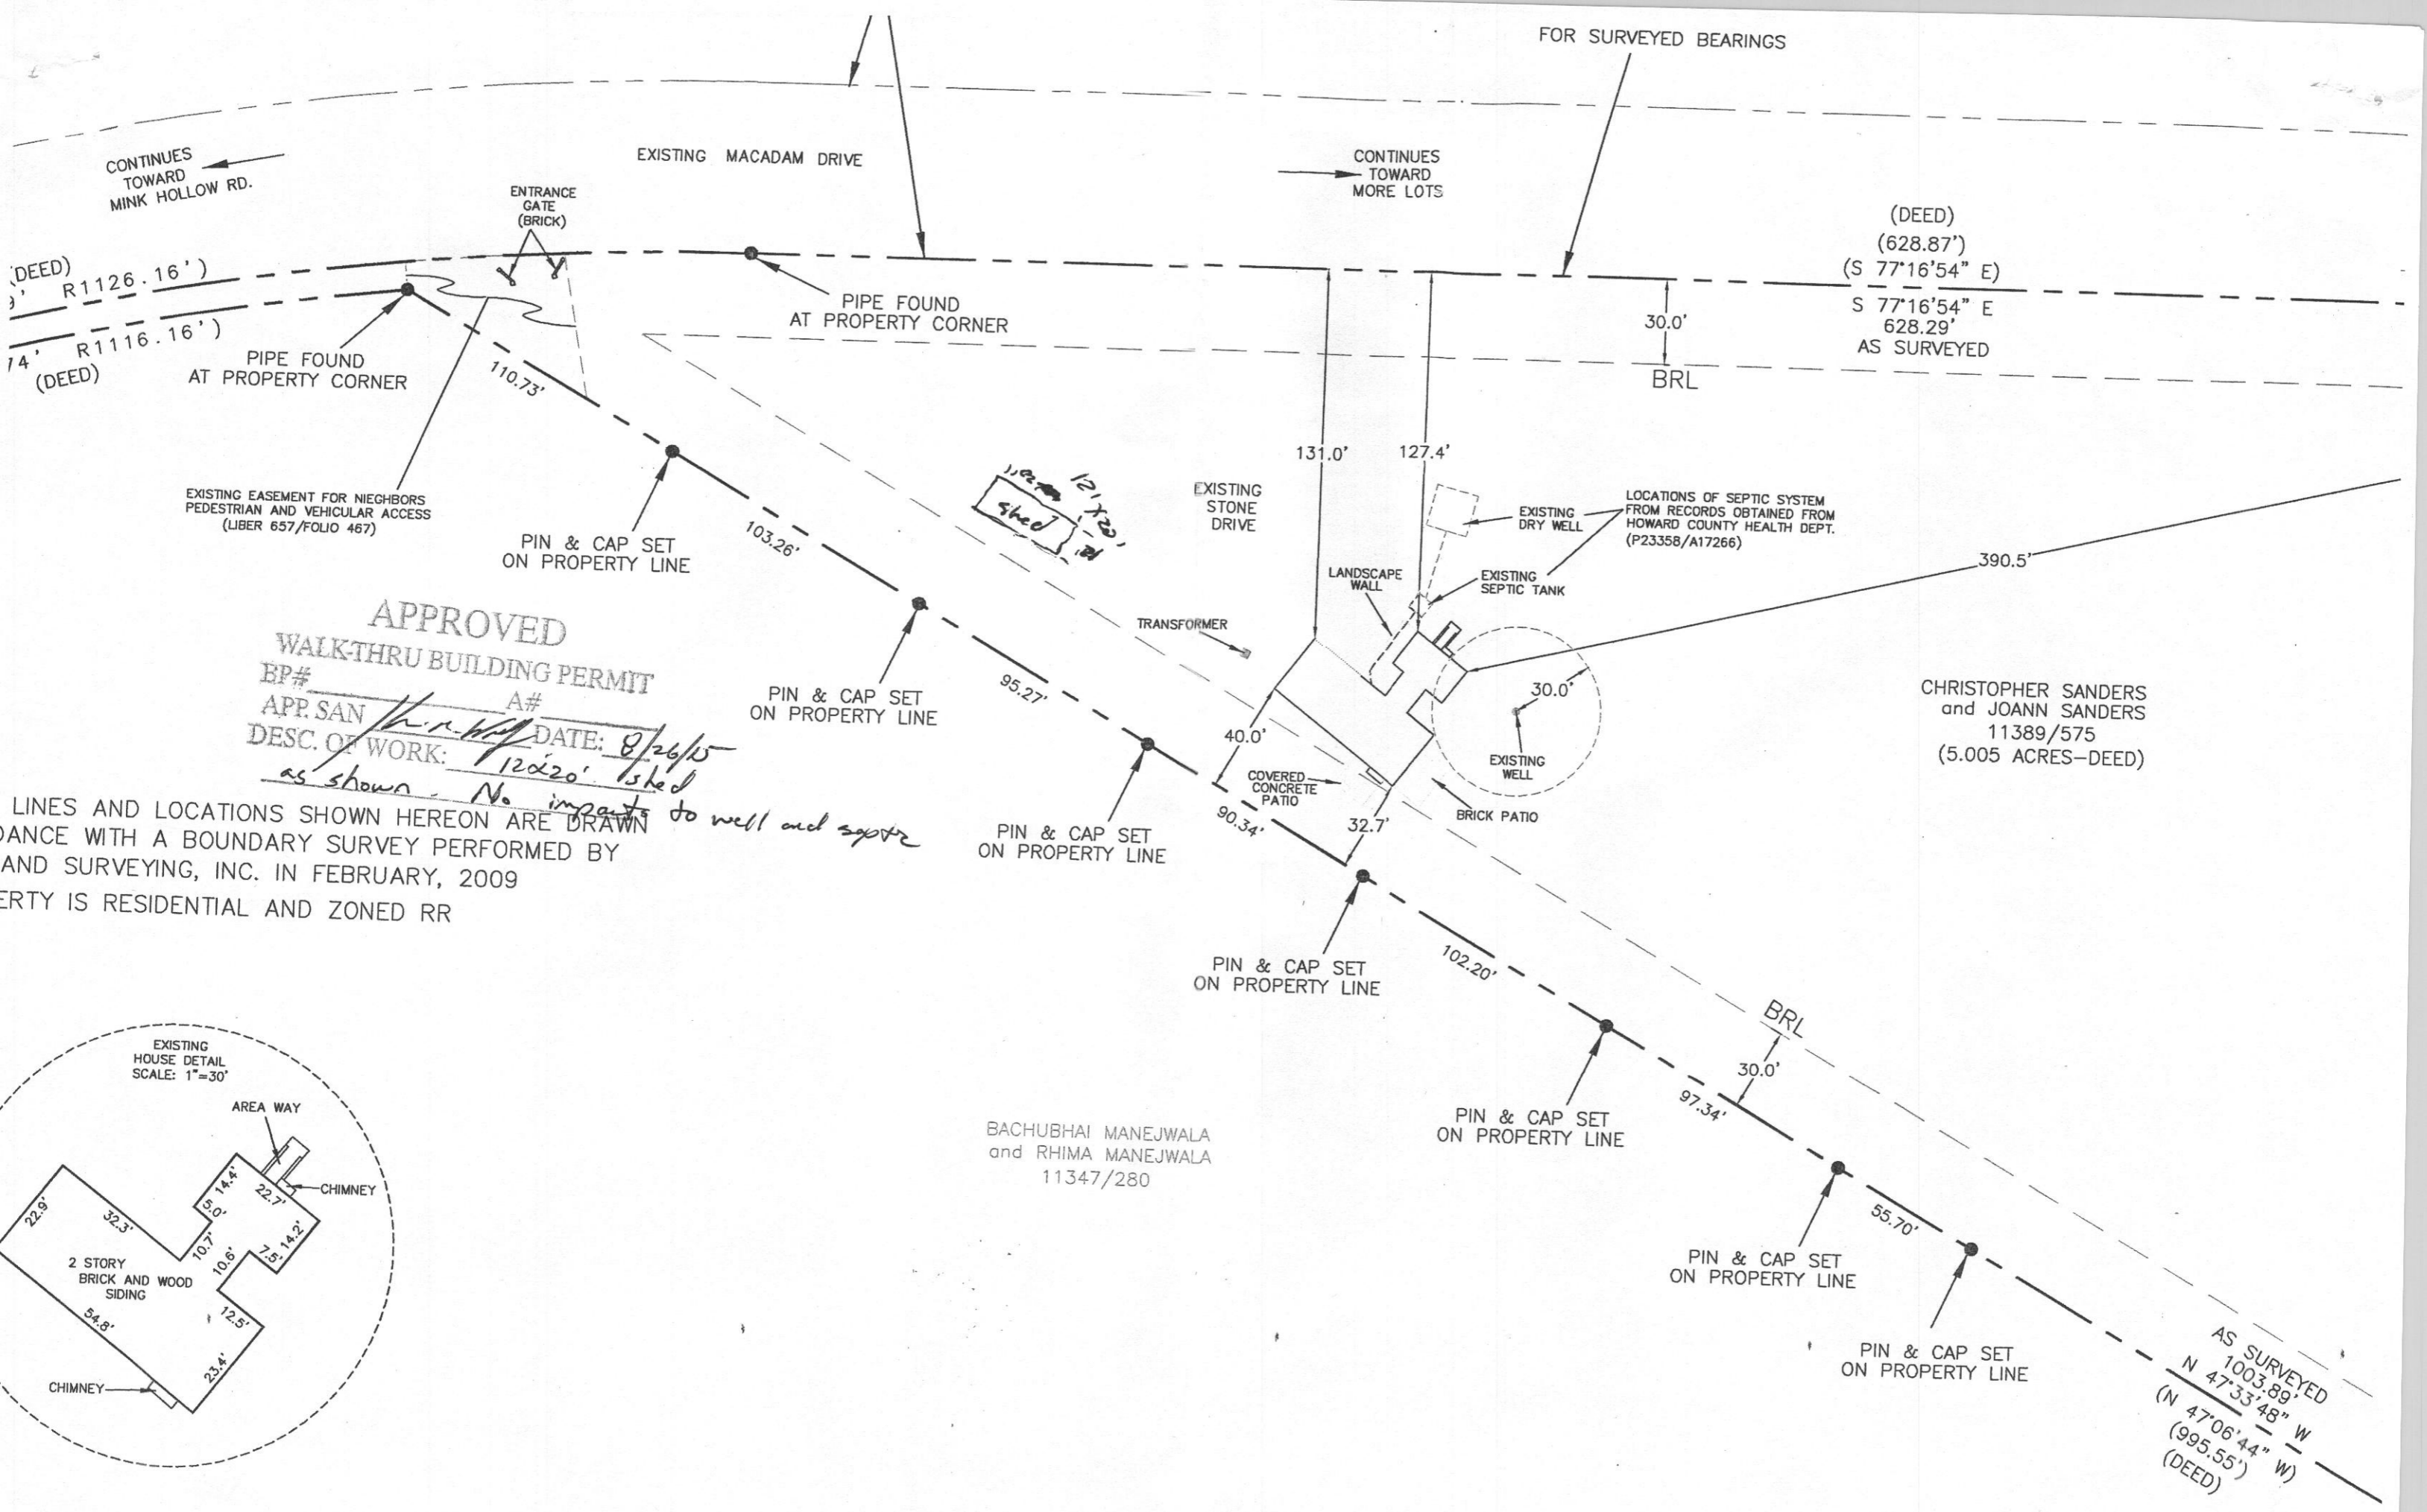 FOR SURVEYED BEARINGS
CONTINUES
TOWARD
MINK HOLLOW RD.
EXISTING MACADAM DRIVE
ENTRANCE
GATE
(BRICK)
CONTINUES
TOWARD
MORE LOTS
(DEED)
(628.87')
(S 77°16'54" E)
S 77°16'54" E
628.29'
AS SURVEYED
(DEED)
R1126.16')
R1116.16')
(DEED)
PIPE FOUND
AT PROPERTY CORNER
PIPE FOUND
AT PROPERTY CORNER
30.0'
BRL
110.73'
EXISTING EASEMENT FOR NIEGHBORS
PEDESTRIAN AND VEHICULAR ACCESS
(LIBER 657/FOLIO 467)
PIN & CAP SET
ON PROPERTY LINE
103.26'
shed
12'x20'
EXISTING
STONE
DRIVE
131.0'
127.4'
EXISTING
DRY WELL
LOCATIONS OF SEPTIC SYSTEM
FROM RECORDS OBTAINED FROM
HOWARD COUNTY HEALTH DEPT.
(P23358/A17266)
LANDSCAPE
WALL
EXISTING
SEPTIC TANK
390.5'
TRANSFORMER
30.0'
EXISTING
WELL
CHRISTOPHER SANDERS
and JOANN SANDERS
11389/575
(5.005 ACRES-DEED)
APPROVED
WALK-THRU BUILDING PERMIT
BP# A#
APP. SAN DATE: 8/26/15
DESC. OF WORK: 12x20' shed
as shown. No impacts to well and septic
LINES AND LOCATIONS SHOWN HEREON ARE DRAWN
DANCE WITH A BOUNDARY SURVEY PERFORMED BY
AND SURVEYING, INC. IN FEBRUARY, 2009
ERTY IS RESIDENTIAL AND ZONED RR
PIN & CAP SET
ON PROPERTY LINE
95.27'
40.0'
COVERED
CONCRETE
PATIO
BRICK PATIO
90.34'
32.7'
PIN & CAP SET
ON PROPERTY LINE
PIN & CAP SET
ON PROPERTY LINE
102.20'
BRL
30.0'
97.34'
PIN & CAP SET
ON PROPERTY LINE
55.70'
PIN & CAP SET
ON PROPERTY LINE
PIN & CAP SET
ON PROPERTY LINE
AS SURVEYED
1003.89'
N 47°33'48" W
(N 47°06'44" W)
(995.55')
(DEED)
BACHUBHAI MANEJWALA
and RHIMA MANEJWALA
11347/280
EXISTING
HOUSE DETAIL
SCALE: 1"=30'
AREA WAY
CHIMNEY
14.4'
22.7'
5.0'
22.9'
32.3'
10.7'
10.6'
7.5'
14.2'
2 STORY
BRICK AND WOOD
SIDING
12.5'
54.8'
23.4'
CHIMNEY